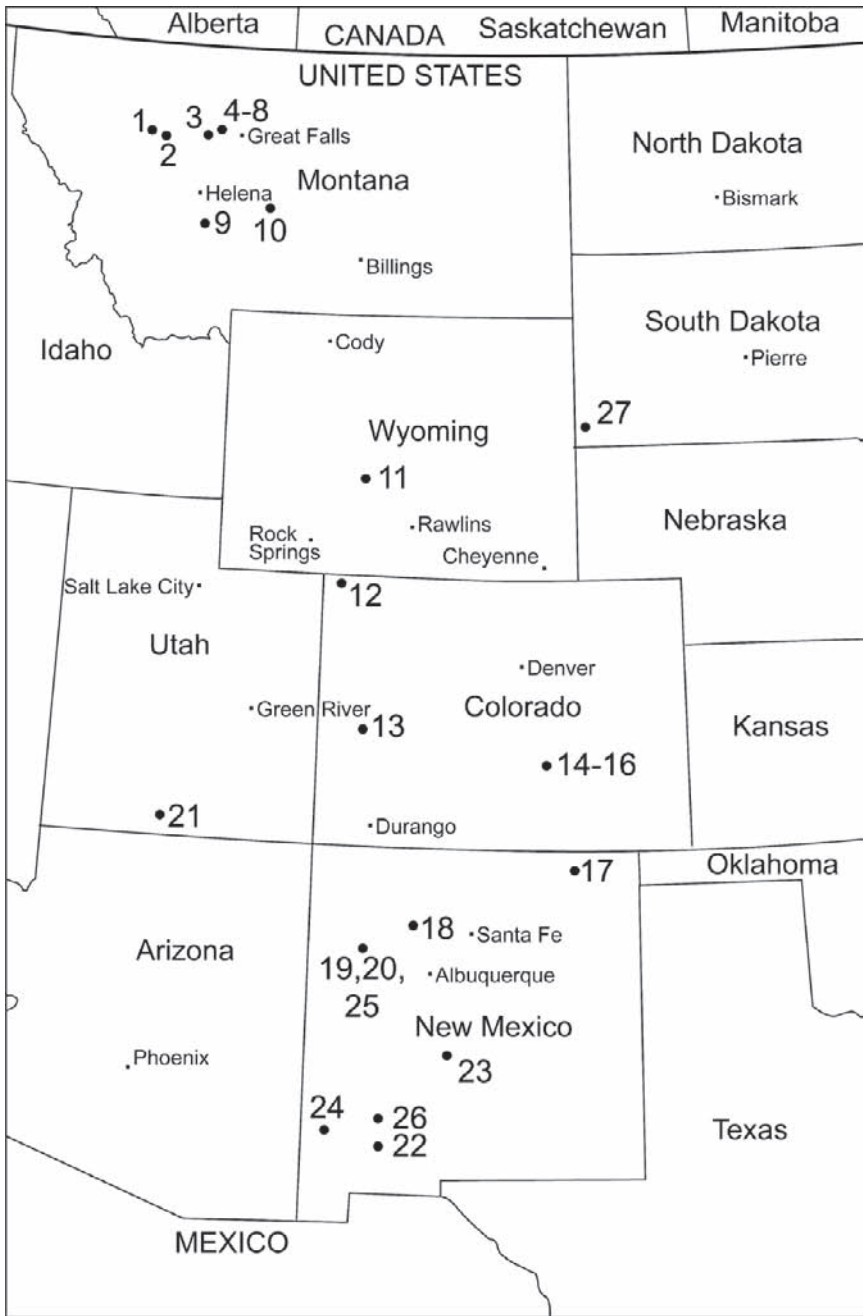 Alberta
CANADA
Saskatchewan
Manitoba
UNITED STATES
1
2
3
4-8
Great Falls
North Dakota
Montana
Helena
Bismark
9
10
Billings
South Dakota
Idaho
Cody
Pierre
27
Wyoming
11
Nebraska
Rawlins
Rock
Springs
Cheyenne
Salt Lake City
12
Utah
Denver
Green River
Colorado
Kansas
13
14-16
21
Durango
17
Oklahoma
18
Santa Fe
Arizona
19,20,
25
Albuquerque
New Mexico
Phoenix
23
24
26
22
Texas
MEXICO